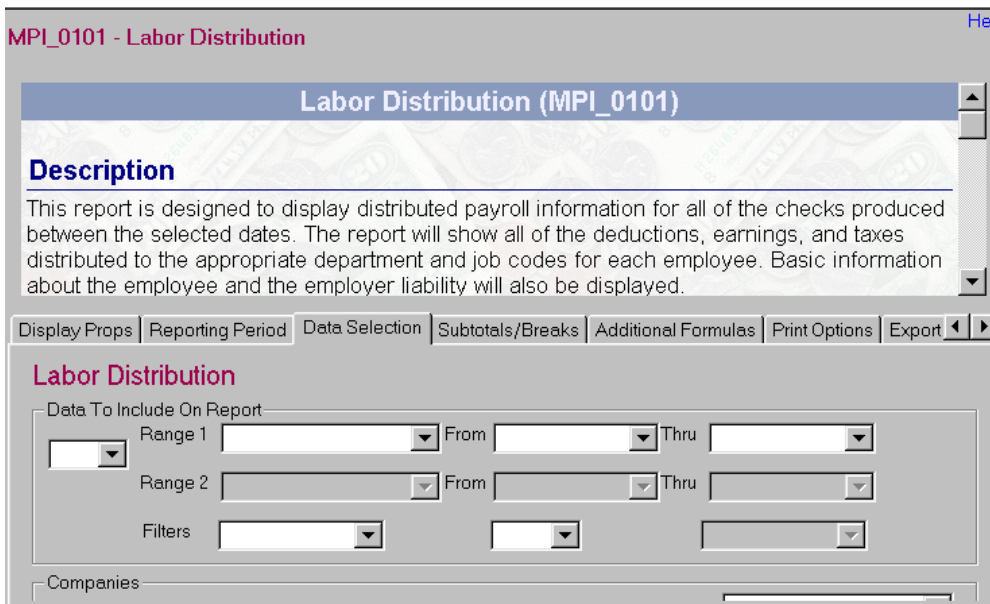 He
MPI_0101 - Labor Distribution
Labor Distribution (MPI_0101)
Description
This report is designed to display distributed payroll information for all of the checks produced
between the selected dates. The report will show all of the deductions, earnings, and taxes
distributed to the appropriate department and job codes for each employee. Basic information
about the employee and the employer liability will also be displayed.
Display Props Reporting Period Data Selection Subtotals/Breaks Additional Formulas Print Options Export
Labor Distribution
Data To Include On Report
Range 1 From Thru
Range 2 From Thru
Filters
Companies